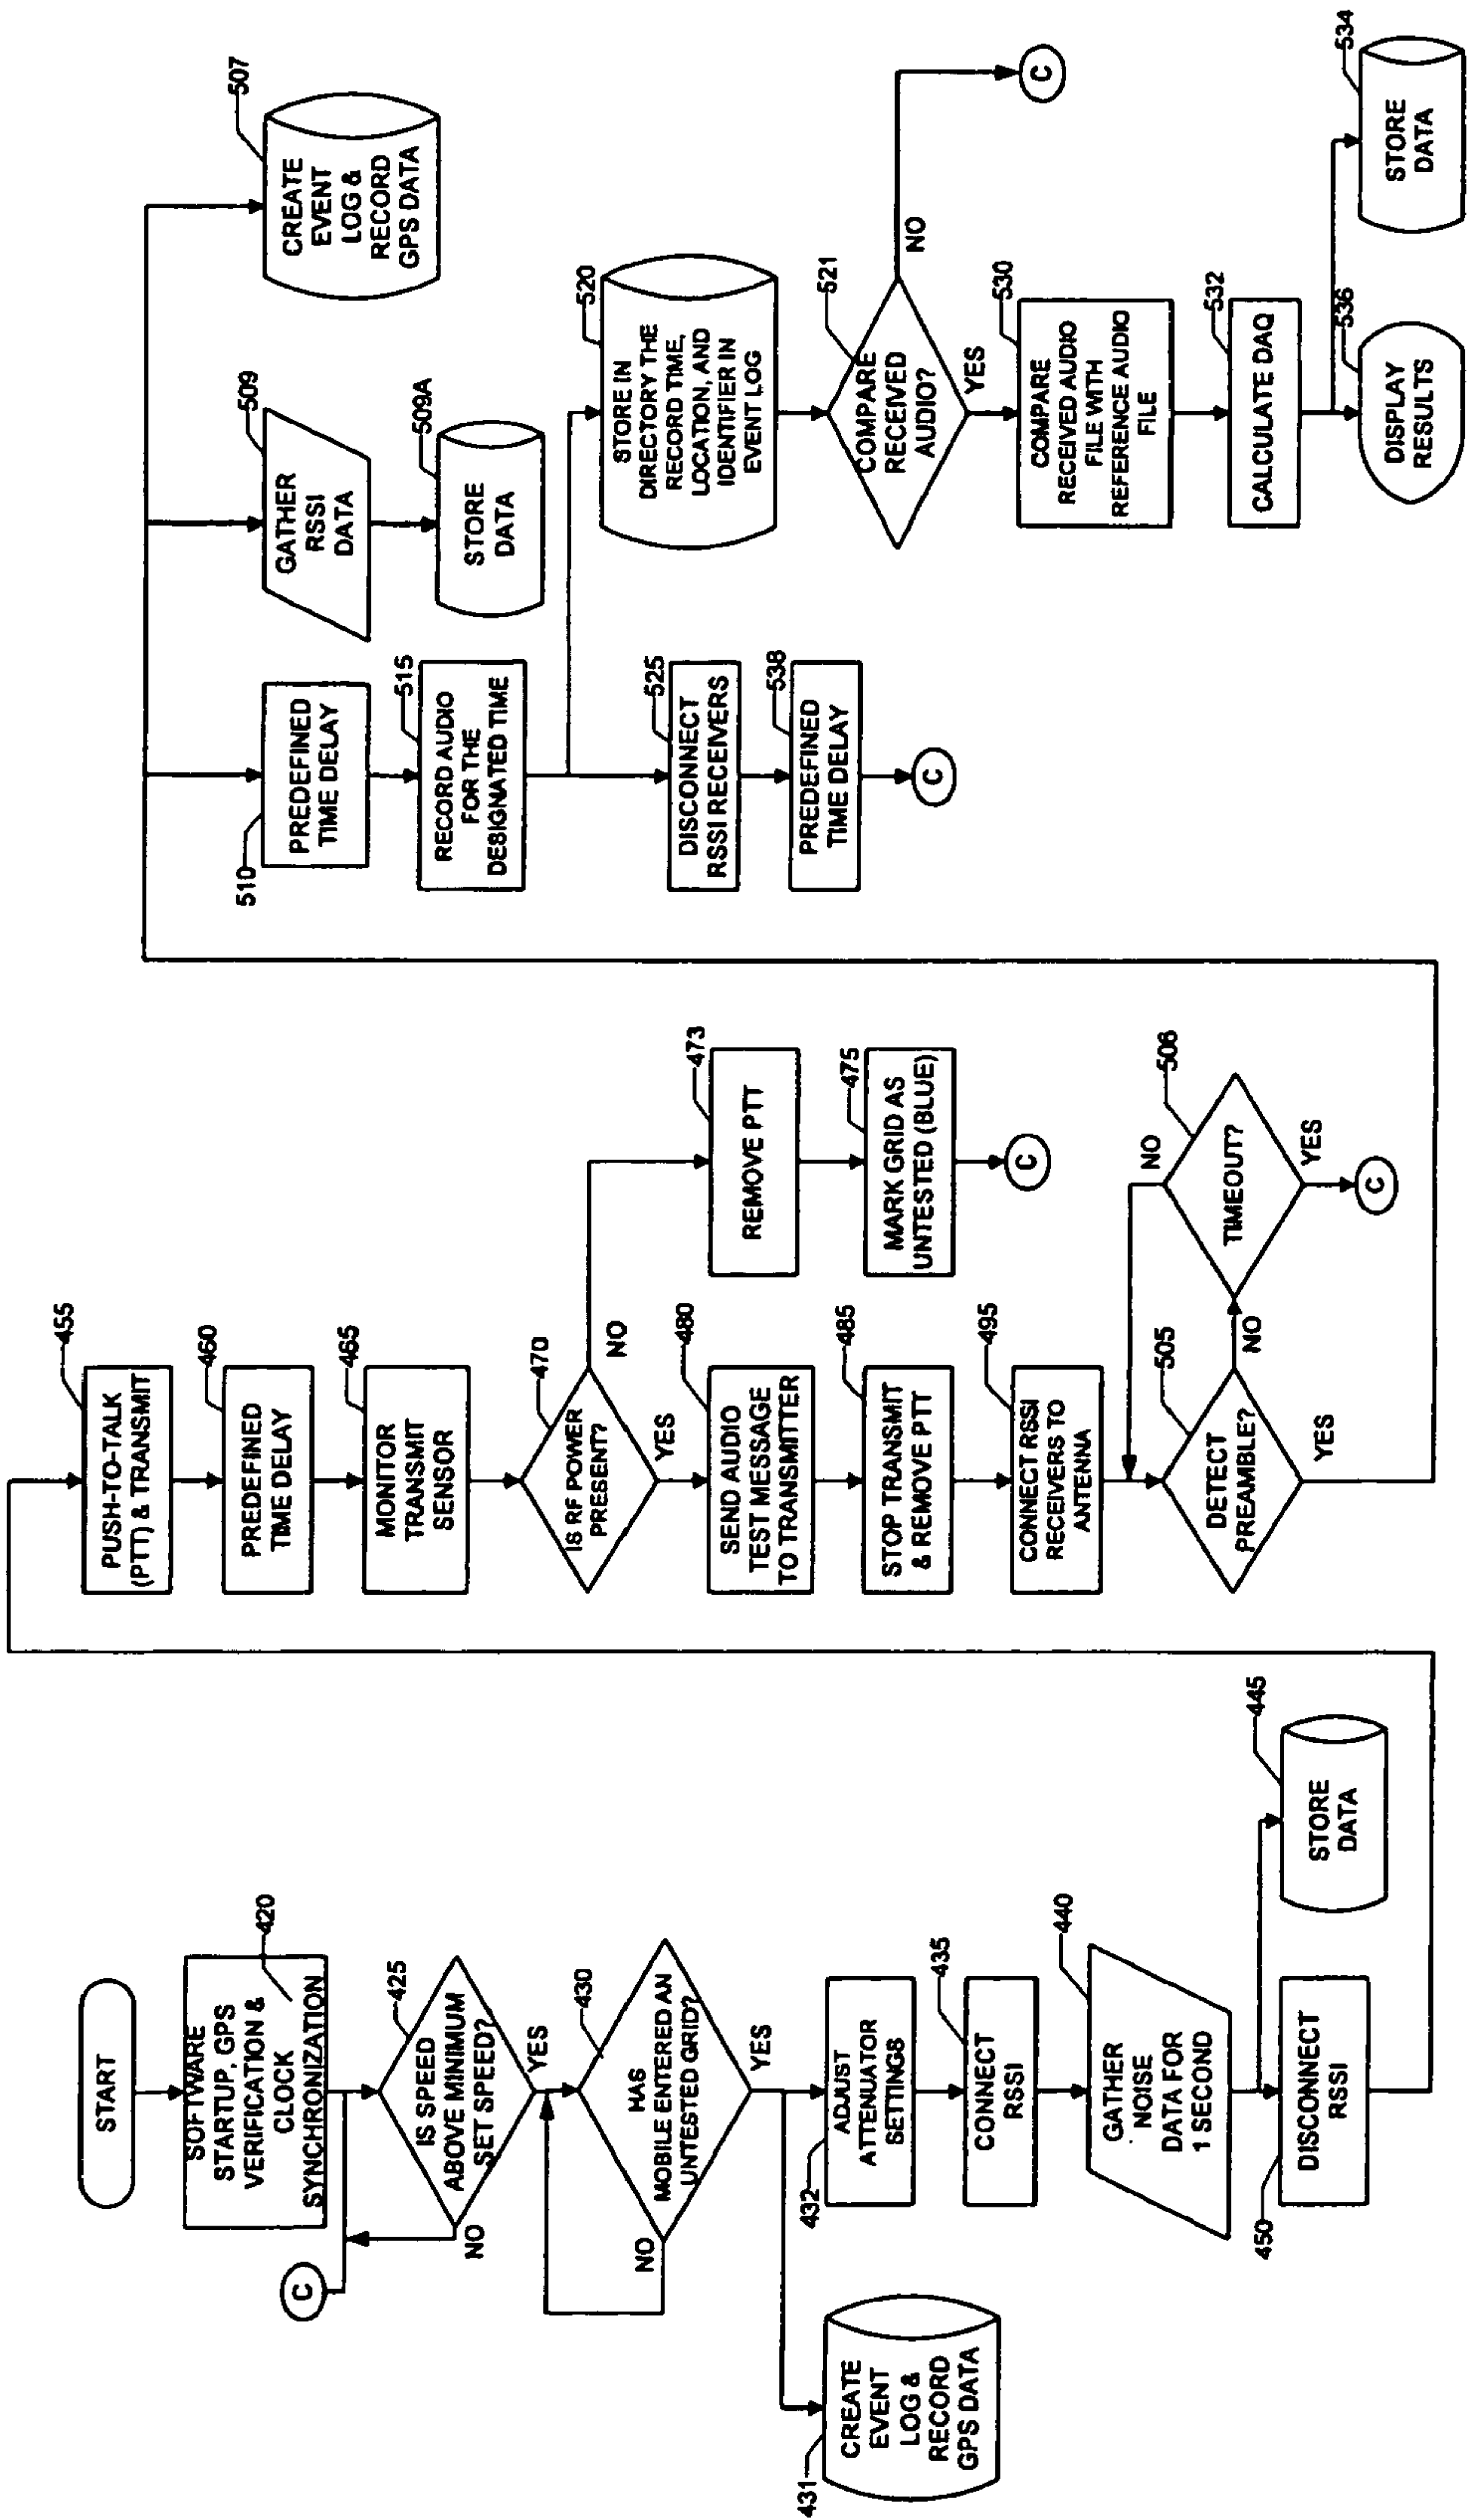 START
420
SOFTWARE
STARTUP, GPS
VERIFICATION &
CLOCK
SYNCHRONIZATION
C
425
IS SPEED
ABOVE MINIMUM
SET SPEED?
NO
YES
430
HAS
MOBILE ENTERED AN
UNTESTED GRID?
NO
YES
431
CREATE
EVENT
LOG &
RECORD
GPS DATA
432
ADJUST
ATTENUATOR
SETTINGS
435
CONNECT
RSSI
440
GATHER
NOISE
DATA FOR
1 SECOND
445
STORE
DATA
450
DISCONNECT
RSSI
455
PUSH-TO-TALK
(PTT) & TRANSMIT
460
PREDEFINED
TIME DELAY
465
MONITOR
TRANSMIT
SENSOR
470
IS RF POWER
PRESENT?
NO
YES
473
REMOVE PTT
475
MARK GRID AS
UNTESTED (BLUE)
C
480
SEND AUDIO
TEST MESSAGE
TO TRANSMITTER
485
STOP TRANSMIT
& REMOVE PTT
495
CONNECT RSSI
RECEIVERS TO
ANTENNA
505
DETECT
PREAMBLE?
NO
YES
506
TIMEOUT?
NO
YES
C
507
CREATE
EVENT
LOG &
RECORD
GPS DATA
509
GATHER
RSSI
DATA
509A
STORE
DATA
510
PREDEFINED
TIME DELAY
515
RECORD AUDIO
FOR THE
DESIGNATED TIME
520
STORE IN
DIRECTORY THE
RECORD TIME,
LOCATION, AND
IDENTIFIER IN
EVENT LOG
521
COMPARE
RECEIVED
AUDIO?
NO
YES
C
525
DISCONNECT
RSSI RECEIVERS
538
PREDEFINED
TIME DELAY
C
530
COMPARE
RECEIVED AUDIO
FILE WITH
REFERENCE AUDIO
FILE
532
CALCULATE DAQ
536
DISPLAY
RESULTS
534
STORE
DATA